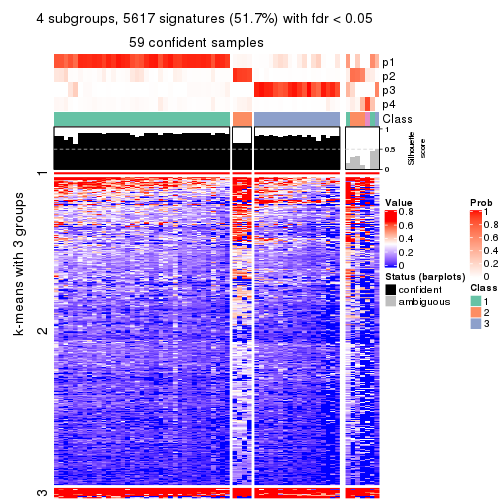 4 subgroups, 5617 signatures (51.7%) with fdr < 0.05
59 confident samples
p1
p2
p3
p4
Class
1
0.5
0
Silhouette
score
k-means with 3 groups
1
2
3
Value
0.8
0.6
0.4
0.2
0
Status (barplots)
confident
ambiguous
Prob
1
0.8
0.6
0.4
0.2
0
Class
1
2
3